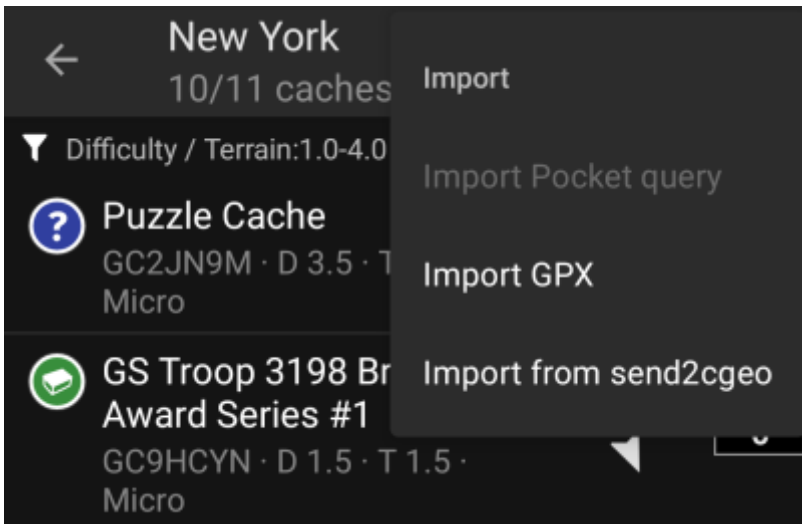 New York
10/11 caches
Difficulty / Terrain:1.0-4.0
?
Puzzle Cache
GC2JN9M · D 3.5 ·
Micro
GS Troop 3198
Award Series #1
GC9HCYN · D 1.5 · T 1.5 ·
Micro
Import
Import Pocket query
Import GPX
Import from send2cgeo